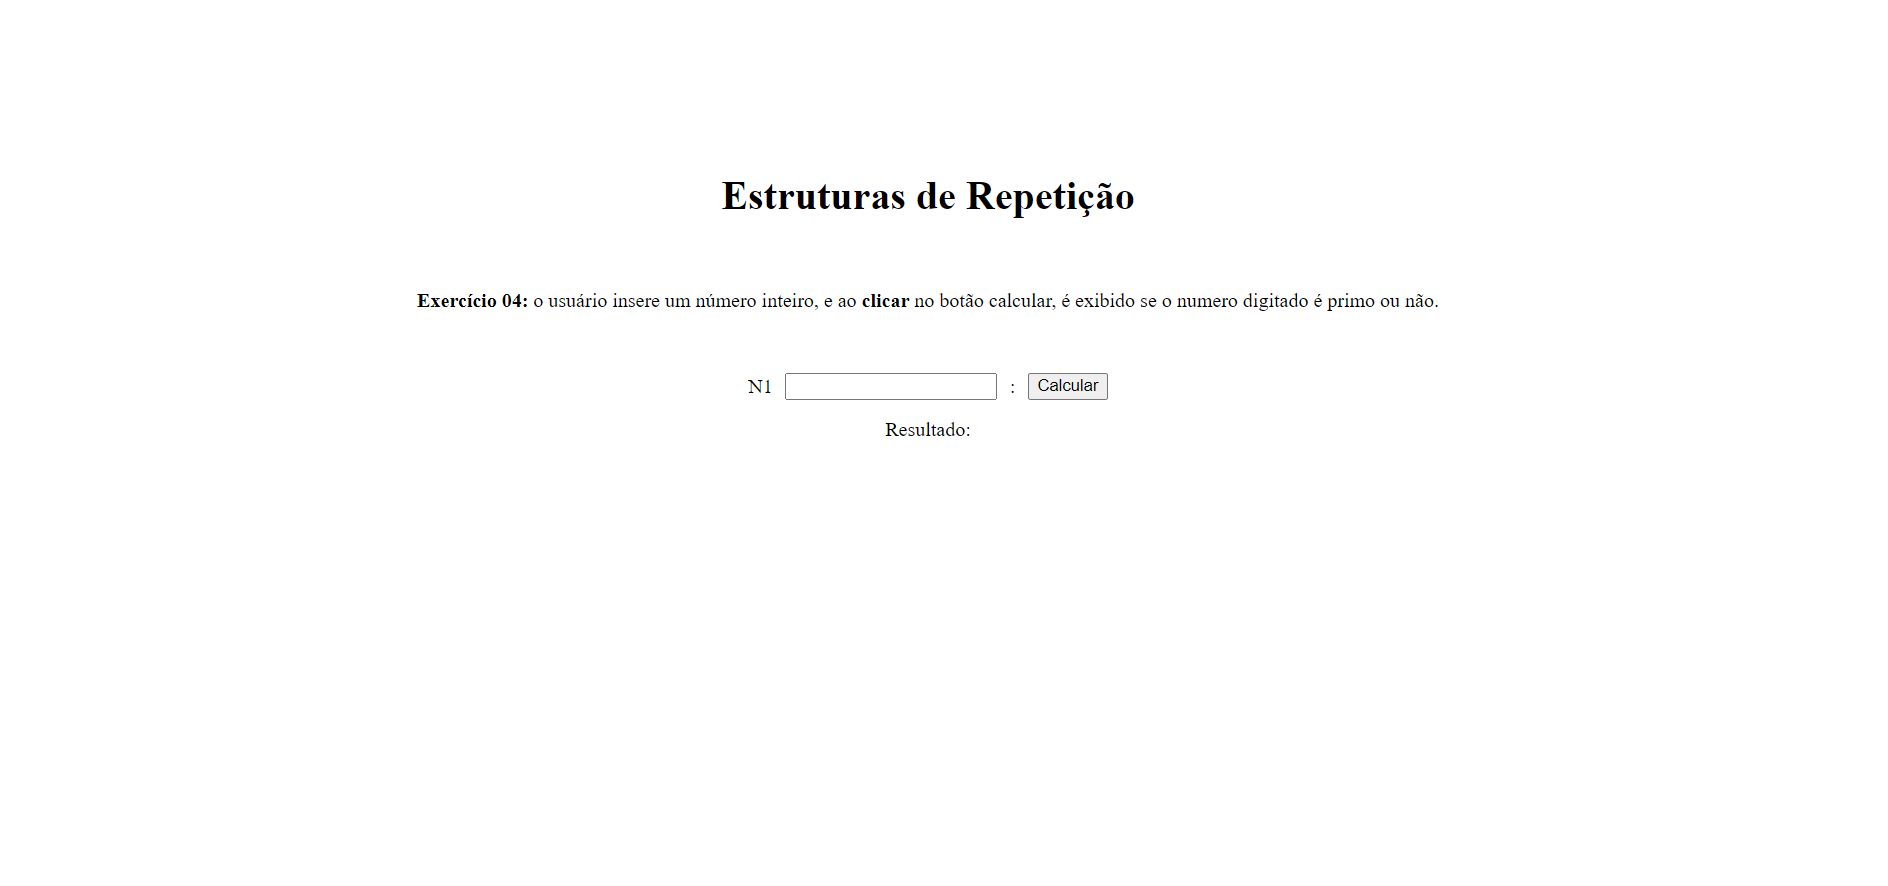 Estruturas de Repetição
Exercício 04: o usuário insere um número inteiro, e ao clicar no botão calcular, é exibido se o numero digitado é primo ou não.
N1 : Calcular
Resultado: